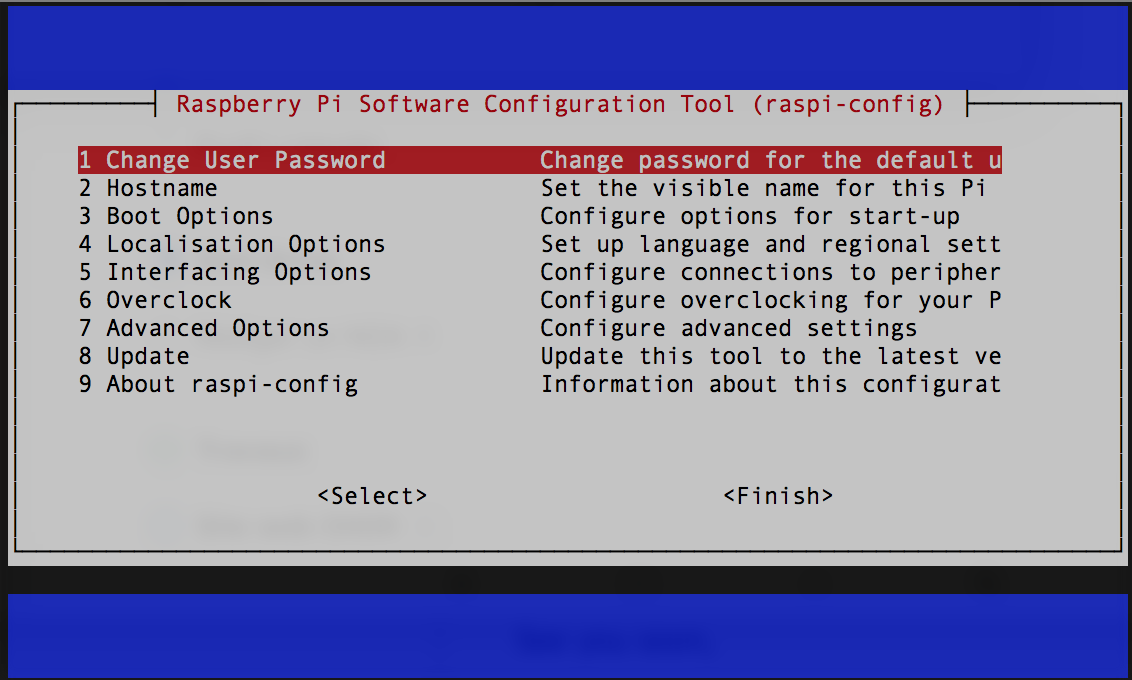 Raspberry Pi Software Configuration Tool (raspi-config)
1 Change User Password Change password for the default u
2 Hostname Set the visible name for this Pi
3 Boot Options Configure options for start-up
4 Localisation Options Set up language and regional sett
5 Interfacing Options Configure connections to peripher
6 Overclock Configure overclocking for your P
7 Advanced Options Configure advanced settings
8 Update Update this tool to the latest ve
9 About raspi-config Information about this configurat
<Select> <Finish>